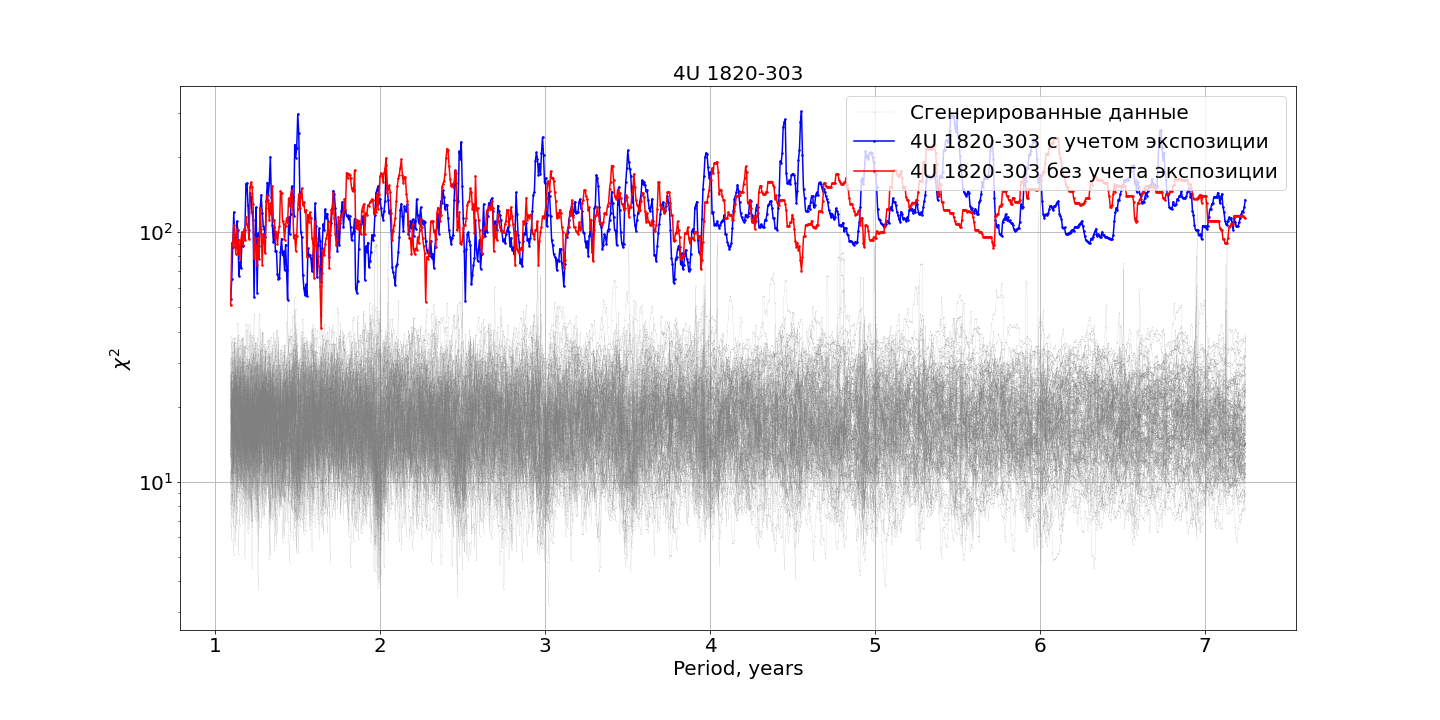 4U 1820-303
Сгенерированные данные
4U 1820-303 с учетом экспозиции
4U 1820-303 без учета экспозиции
χ²
10²
10¹
1 2 3 4 5 6 7
Period, years